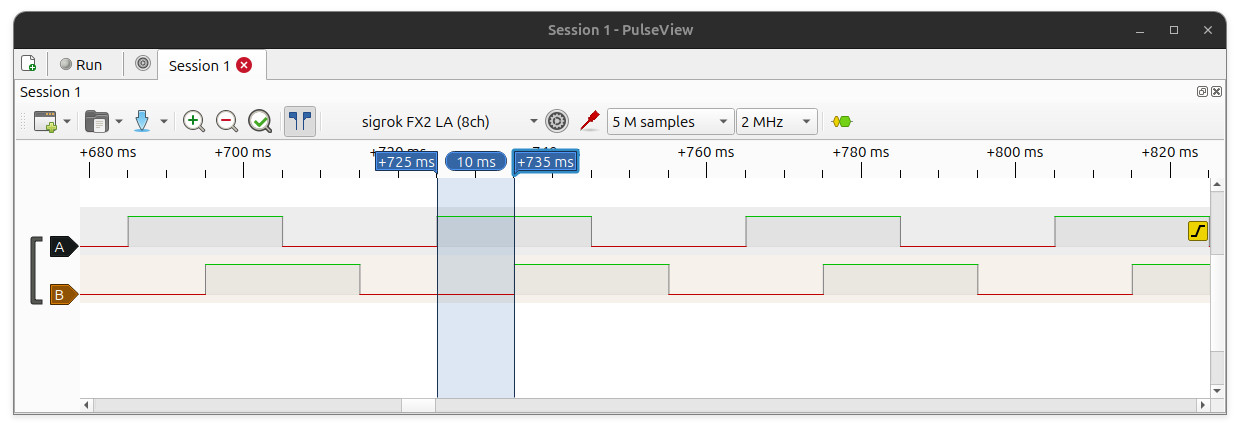 Session 1 - PulseView
Run
Session 1
Session 1
sigrok FX2 LA (8ch)
5 M samples
2 MHz
+680 ms +700 ms +760 ms +780 ms +800 ms +820 ms
+725 ms 10 ms +735 ms
A
B